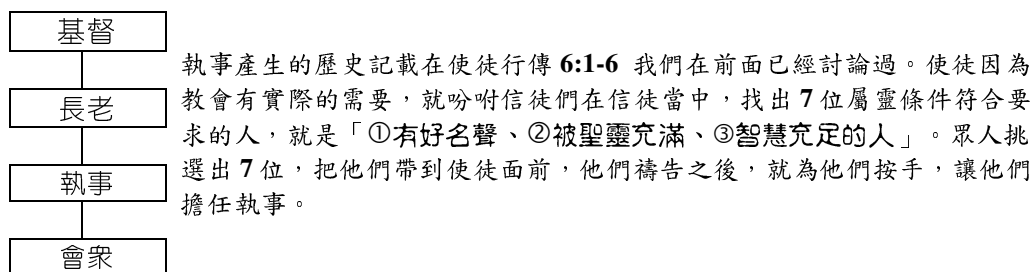 基督
長老
執事
會眾
執事產生的歷史記載在使徒行傳 6:1-6 我們在前面已經討論過。使徒因為
教會有實際的需要，就吩咐信徒們在信徒當中，找出 7 位屬靈條件符合要
求的人，就是「①有好名聲、②被聖靈充滿、③智慧充足的人」。眾人挑
選出 7 位，把他們帶到使徒面前，他們禱告之後，就為他們按手，讓他們
擔任執事。